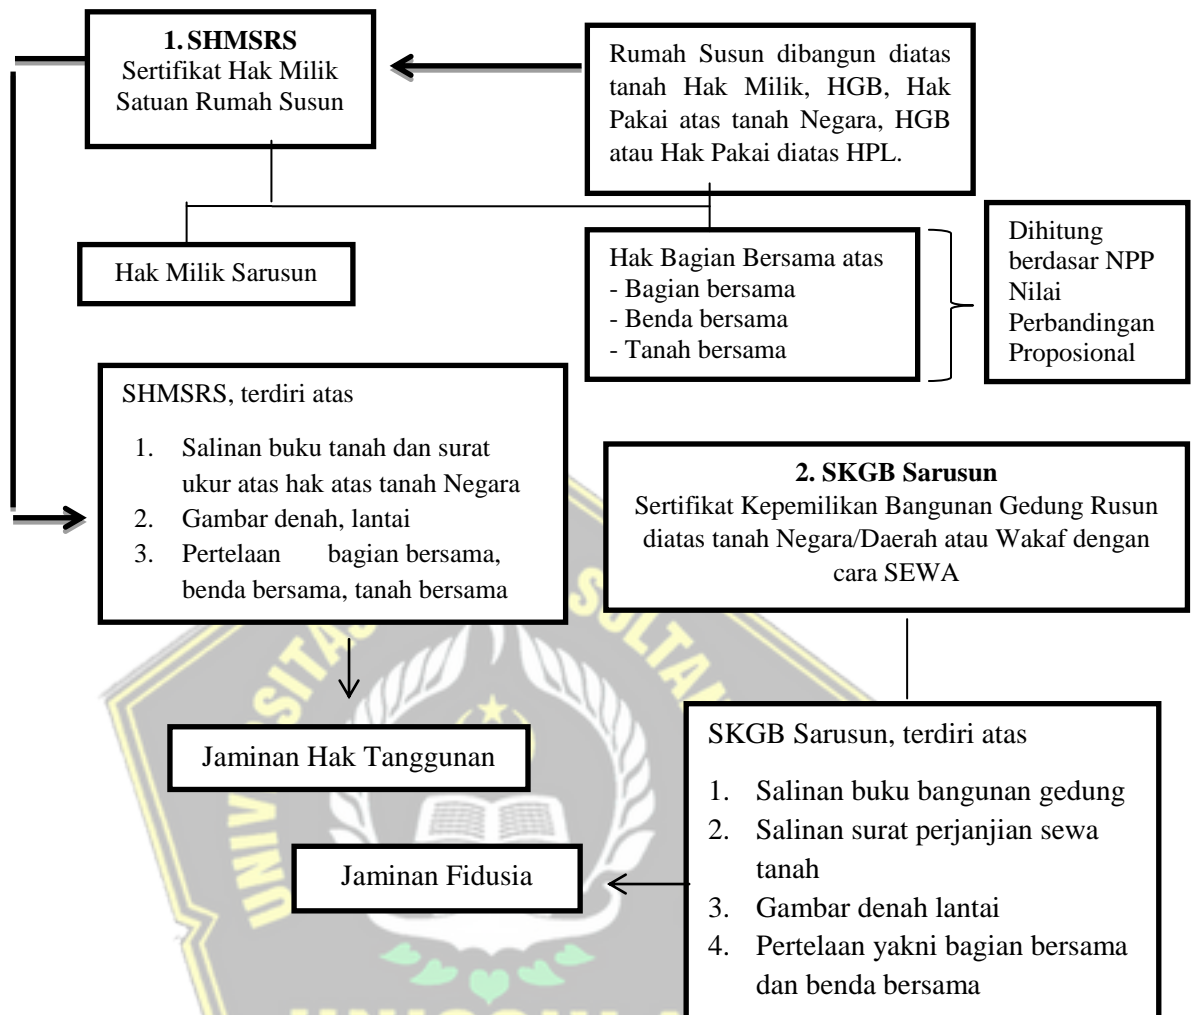 1. SHMSRS
Sertifikat Hak Milik
Satuan Rumah Susun
Rumah Susun dibangun diatas
tanah Hak Milik, HGB, Hak
Pakai atas tanah Negara, HGB
atau Hak Pakai diatas HPL.
Hak Milik Sarusun
Hak Bagian Bersama atas
- Bagian bersama
- Benda bersama
- Tanah bersama
Dihitung
berdasar NPP
Nilai
Perbandingan
Proposional
SHMSRS, terdiri atas
1. Salinan buku tanah dan surat
ukur atas hak atas tanah Negara
2. Gambar denah, lantai
3. Pertelaan bagian bersama,
benda bersama, tanah bersama
2. SKGB Sarusun
Sertifikat Kepemilikan Bangunan Gedung Rusun
diatas tanah Negara/Daerah atau Wakaf dengan
cara SEWA
Jaminan Hak Tanggunan
Jaminan Fidusia
SKGB Sarusun, terdiri atas
1. Salinan buku bangunan gedung
2. Salinan surat perjanjian sewa
tanah
3. Gambar denah lantai
4. Pertelaan yakni bagian bersama
dan benda bersama